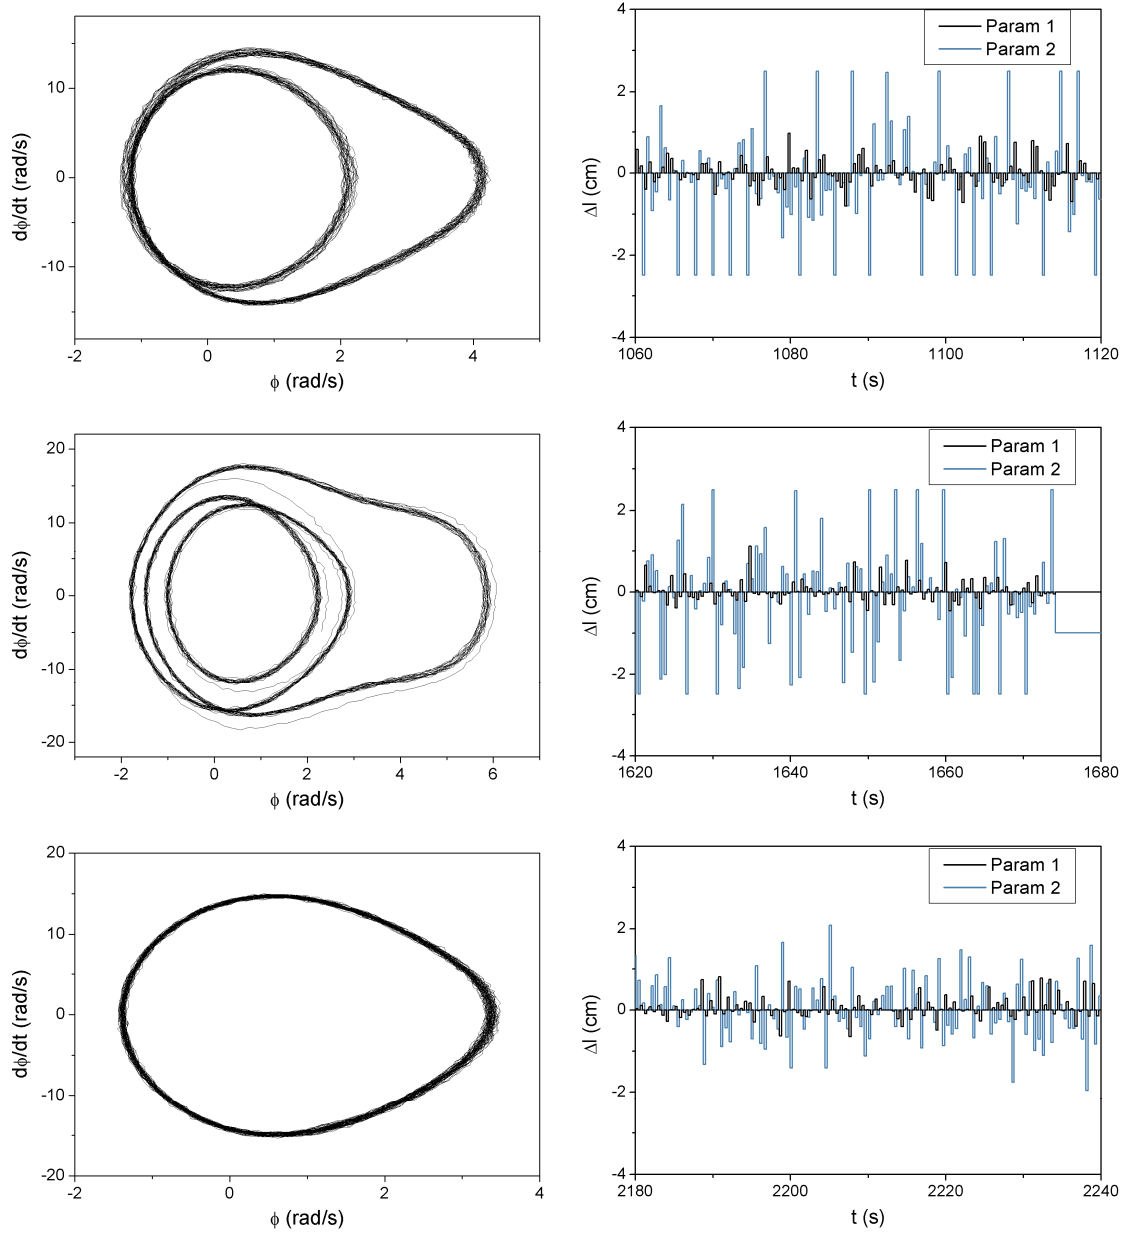 10
0
-10
-2
0
2
4
dϕ/dt (rad/s)
ϕ (rad/s)
Param 1
Param 2
4
2
0
-2
-4
1060
1080
1100
1120
Δl (cm)
t (s)
20
10
0
-10
-20
-2
0
2
4
6
dϕ/dt (rad/s)
ϕ (rad/s)
Param 1
Param 2
4
2
0
-2
-4
1620
1640
1660
1680
Δl (cm)
t (s)
20
10
0
-10
-20
-2
0
2
4
dϕ/dt (rad/s)
ϕ (rad/s)
Param 1
Param 2
4
2
0
-2
-4
2180
2200
2220
2240
Δl (cm)
t (s)